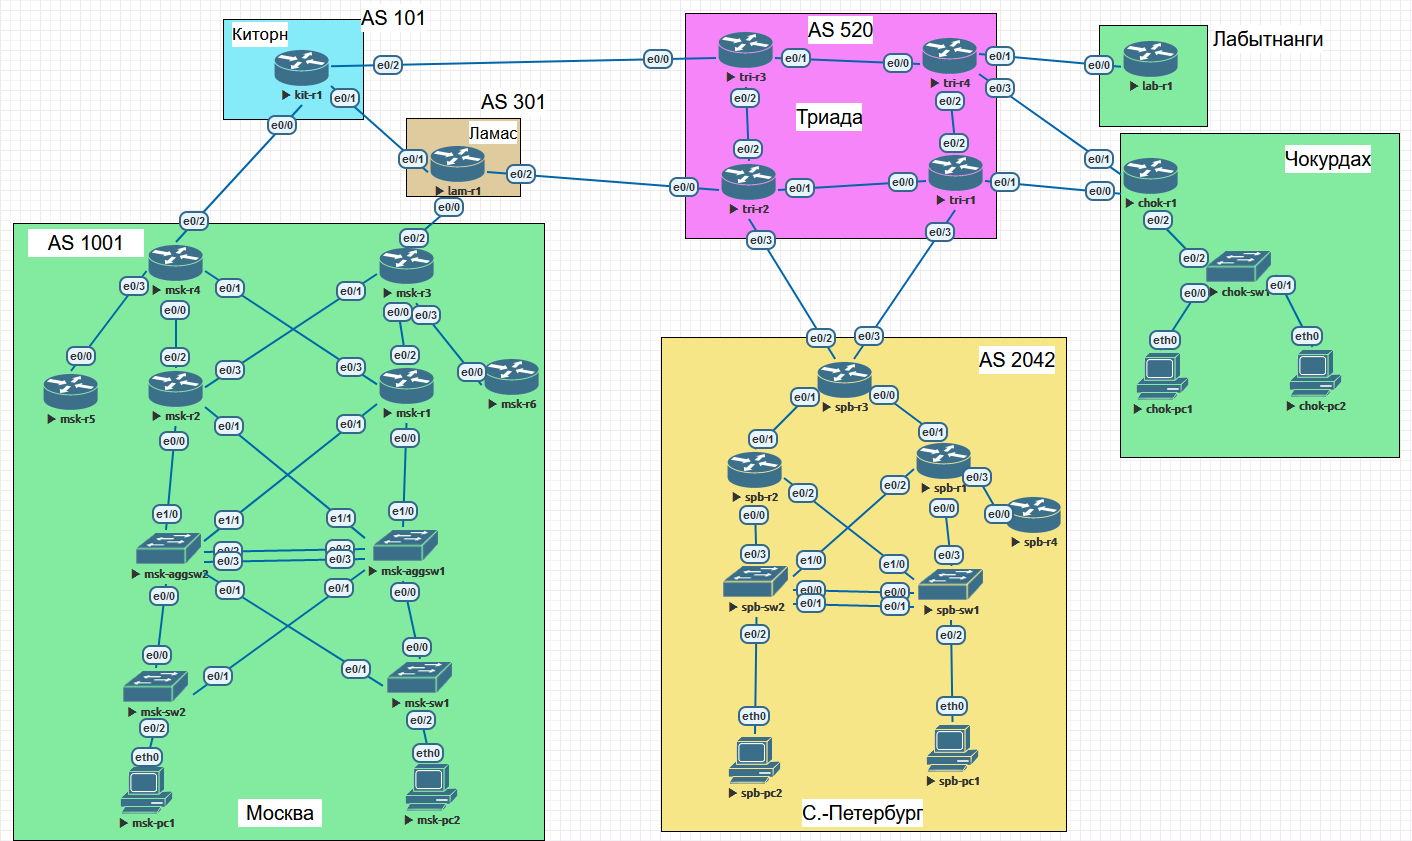 AS 101
Киторн
kit-r1
e0/2
e0/1
e0/0
AS 301
Ламас
e0/1
lam-r1
e0/2
e0/0
AS 520
Триада
e0/0
tri-r3
e0/1
e0/2
e0/0
tri-r4
e0/1
e0/3
e0/2
e0/2
e0/0
tri-r2
e0/1
e0/3
e0/2
e0/0
tri-r1
e0/1
e0/3
Лабытнанги
e0/0
lab-r1
Чокурдах
e0/1
e0/0
chok-r1
e0/2
e0/2
chok-sw1
e0/0
e0/1
eth0
chok-pc1
eth0
chok-pc2
AS 1001
e0/2
msk-r4
e0/3
e0/1
e0/0
e0/2
msk-r3
e0/1
e0/0
e0/3
e0/0
msk-r5
e0/2
msk-r2
e0/3
e0/1
e0/0
e0/3
e0/2
msk-r1
e0/1
e0/0
e0/0
msk-r6
e1/0
e1/1
msk-aggsw2
e0/2
e0/3
e0/0
e0/1
e1/1
e1/0
msk-aggsw1
e0/2
e0/3
e0/1
e0/0
e0/0
e0/1
msk-sw2
e0/2
e0/1
e0/0
msk-sw1
e0/2
eth0
msk-pc1
eth0
msk-pc2
Москва
AS 2042
e0/2
e0/3
spb-r3
e0/1
e0/0
e0/1
spb-r2
e0/2
e0/0
e0/1
spb-r1
e0/2
e0/3
e0/0
e0/0
spb-r4
e0/3
e1/0
spb-sw2
e0/0
e0/1
e0/2
e1/0
e0/3
spb-sw1
e0/0
e0/1
e0/2
eth0
spb-pc2
eth0
spb-pc1
С.-Петербург